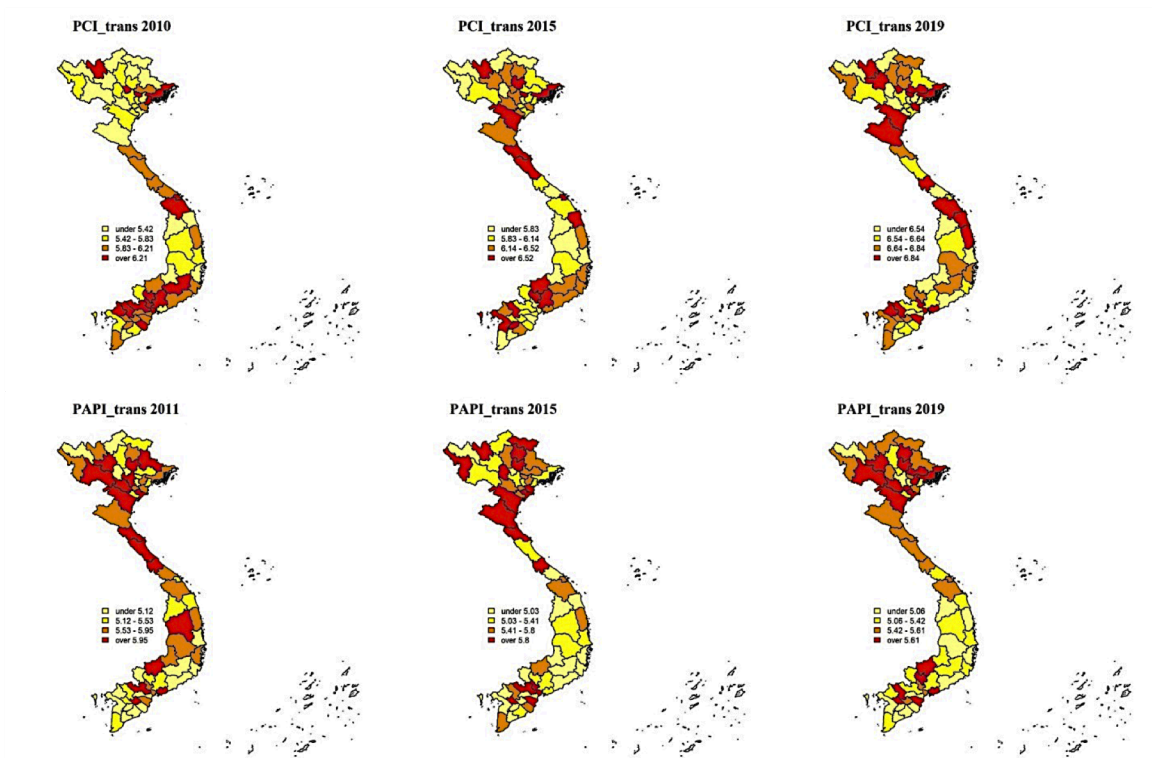 PCI_trans 2010
PCI_trans 2015
PCI_trans 2019
under 5.42
5.42 - 5.83
5.83 - 6.21
over 6.21
under 5.83
5.83 - 6.14
6.14 - 6.52
over 6.52
under 6.54
6.54 - 6.64
6.64 - 6.84
over 6.84
PAPI_trans 2011
PAPI_trans 2015
PAPI_trans 2019
under 5.12
5.12 - 5.53
5.53 - 5.95
over 5.95
under 5.03
5.03 - 5.41
5.41 - 5.8
over 5.8
under 5.06
5.06 - 5.42
5.42 - 5.61
over 5.61